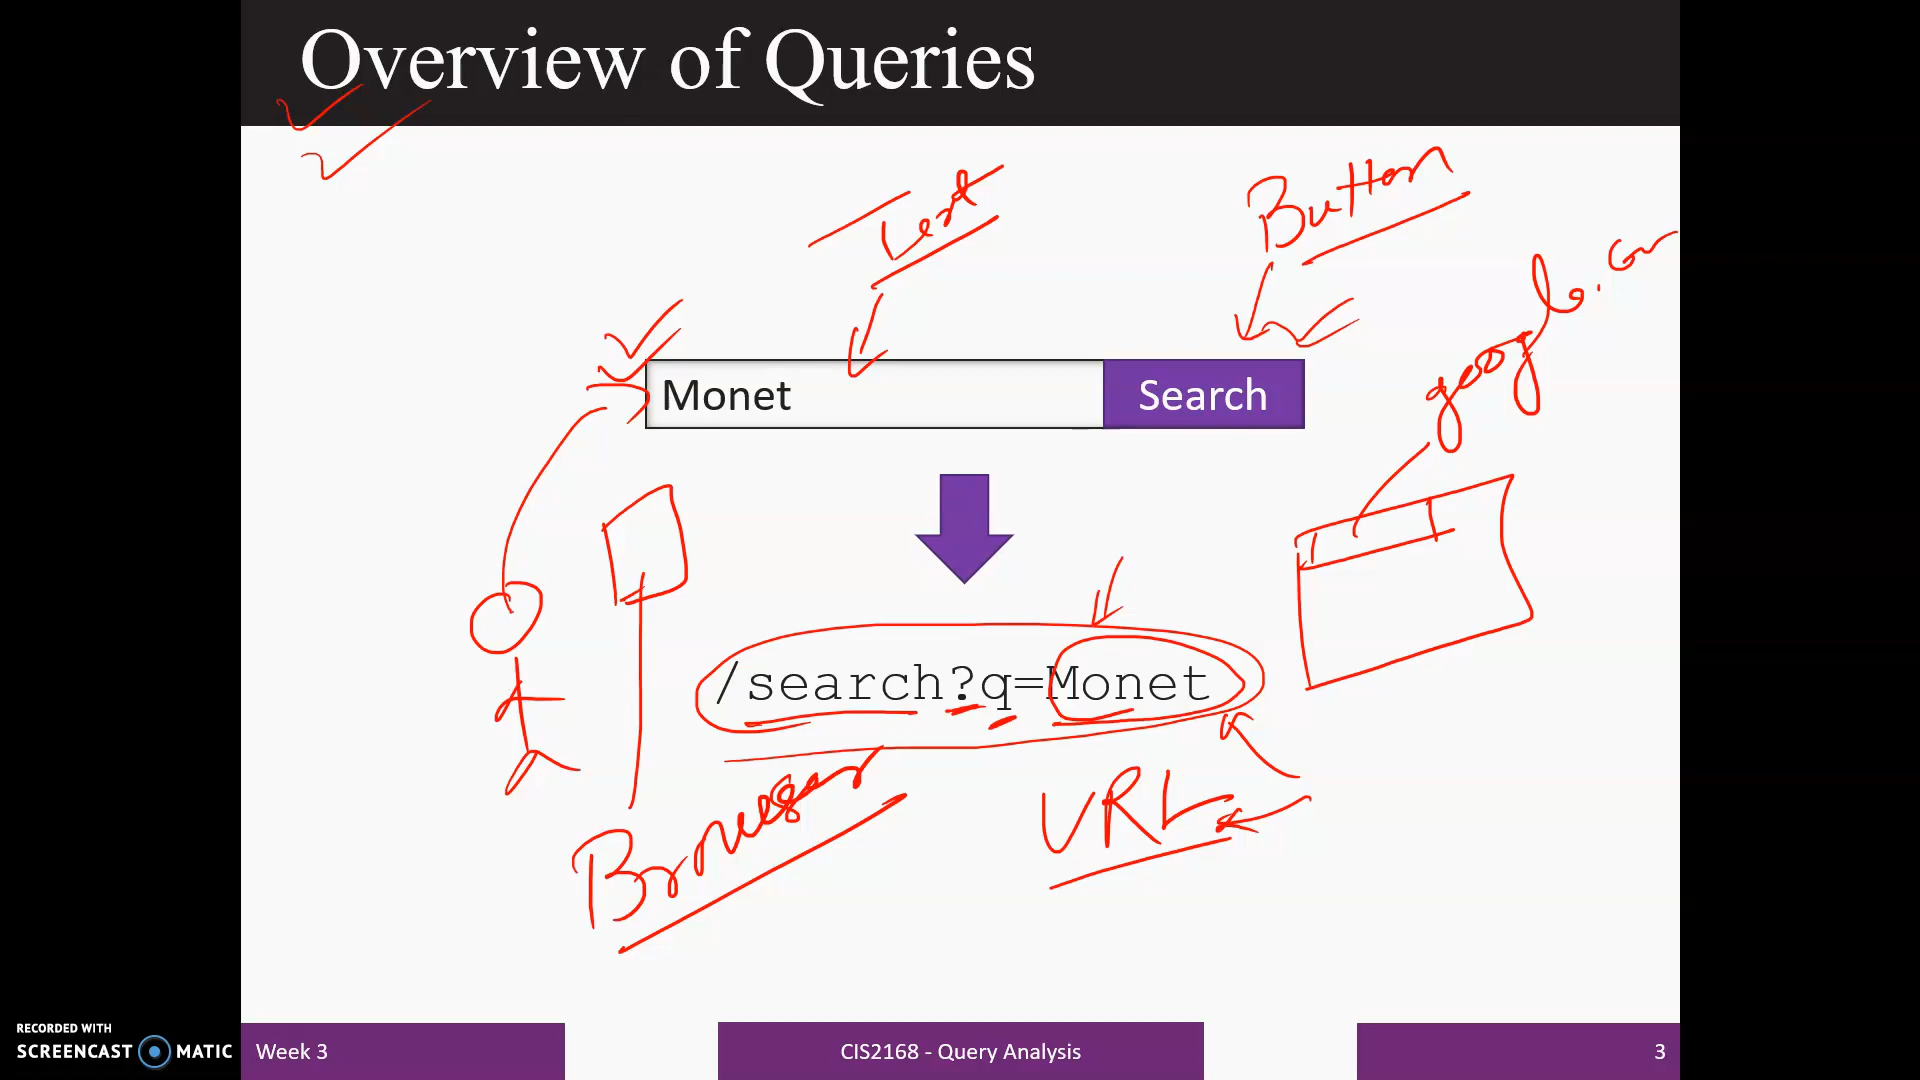 Overview of Queries
Text
Button
google.com
Monet
Search
/search?q=Monet
Browser
URL
RECORDED WITH
SCREENCAST MATIC
Week 3
CIS2168 - Query Analysis
3